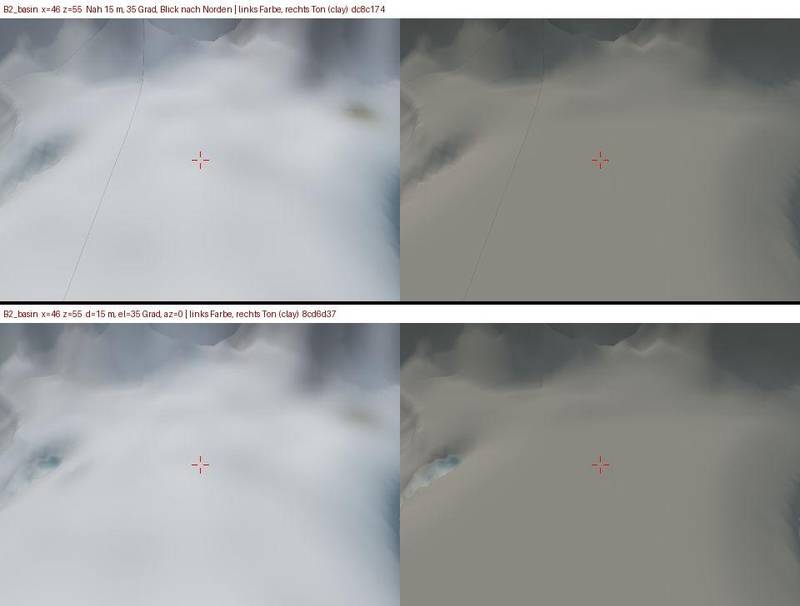 B2_basin x=46 z=55 Nah 15 m, 35 Grad, Blick nach Norden | links Farbe, rechts Ton (clay) dc8c174
B2_basin x=46 z=55 d=15 m, el=35 Grad, az=0 | links Farbe, rechts Ton (clay) 8cd6d37